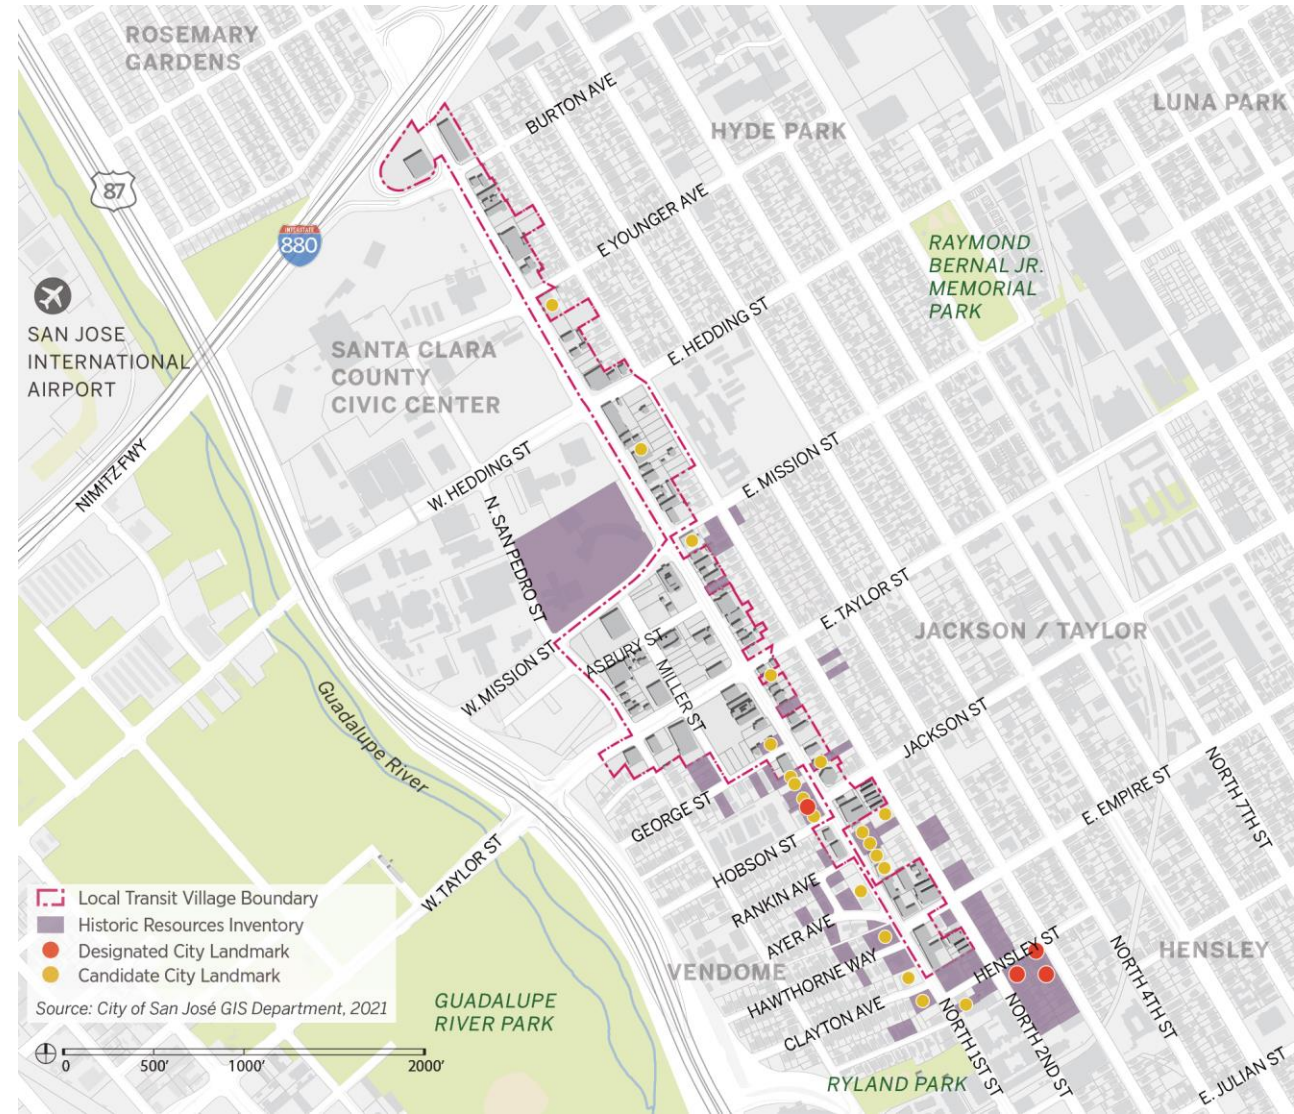 ROSEMARY
GARDENS
BURTON AVE
HYDE PARK
LUNA PARK
87
INTERSTATE
880
E YOUNGER AVE
RAYMOND
BERNAL JR.
MEMORIAL
PARK
SAN JOSE
INTERNATIONAL
AIRPORT
SANTA CLARA
COUNTY
CIVIC CENTER
E. HEDDING ST
NIMITZ FWY
W. HEDDING ST
N. SAN PEDRO ST
E. MISSION ST
E. TAYLOR ST
JACKSON / TAYLOR
ASBURY ST
W. MISSION ST
MILLER ST
Guadalupe River
JACKSON ST
NORTH 7TH ST
E. EMPIRE ST
GEORGE ST
HOBSON ST
W. TAYLOR ST
RANKIN AVE
AYER AVE
HENSLEY ST
NORTH 4TH ST
HENSLEY
VENDOME
HAWTHORNE WAY
CLAYTON AVE
NORTH 1ST ST
NORTH 2ND ST
GUADALUPE
RIVER PARK
RYLAND PARK
E. JULIAN ST
Local Transit Village Boundary
Historic Resources Inventory
Designated City Landmark
Candidate City Landmark
Source: City of San José GIS Department, 2021
0 500' 1000' 2000'